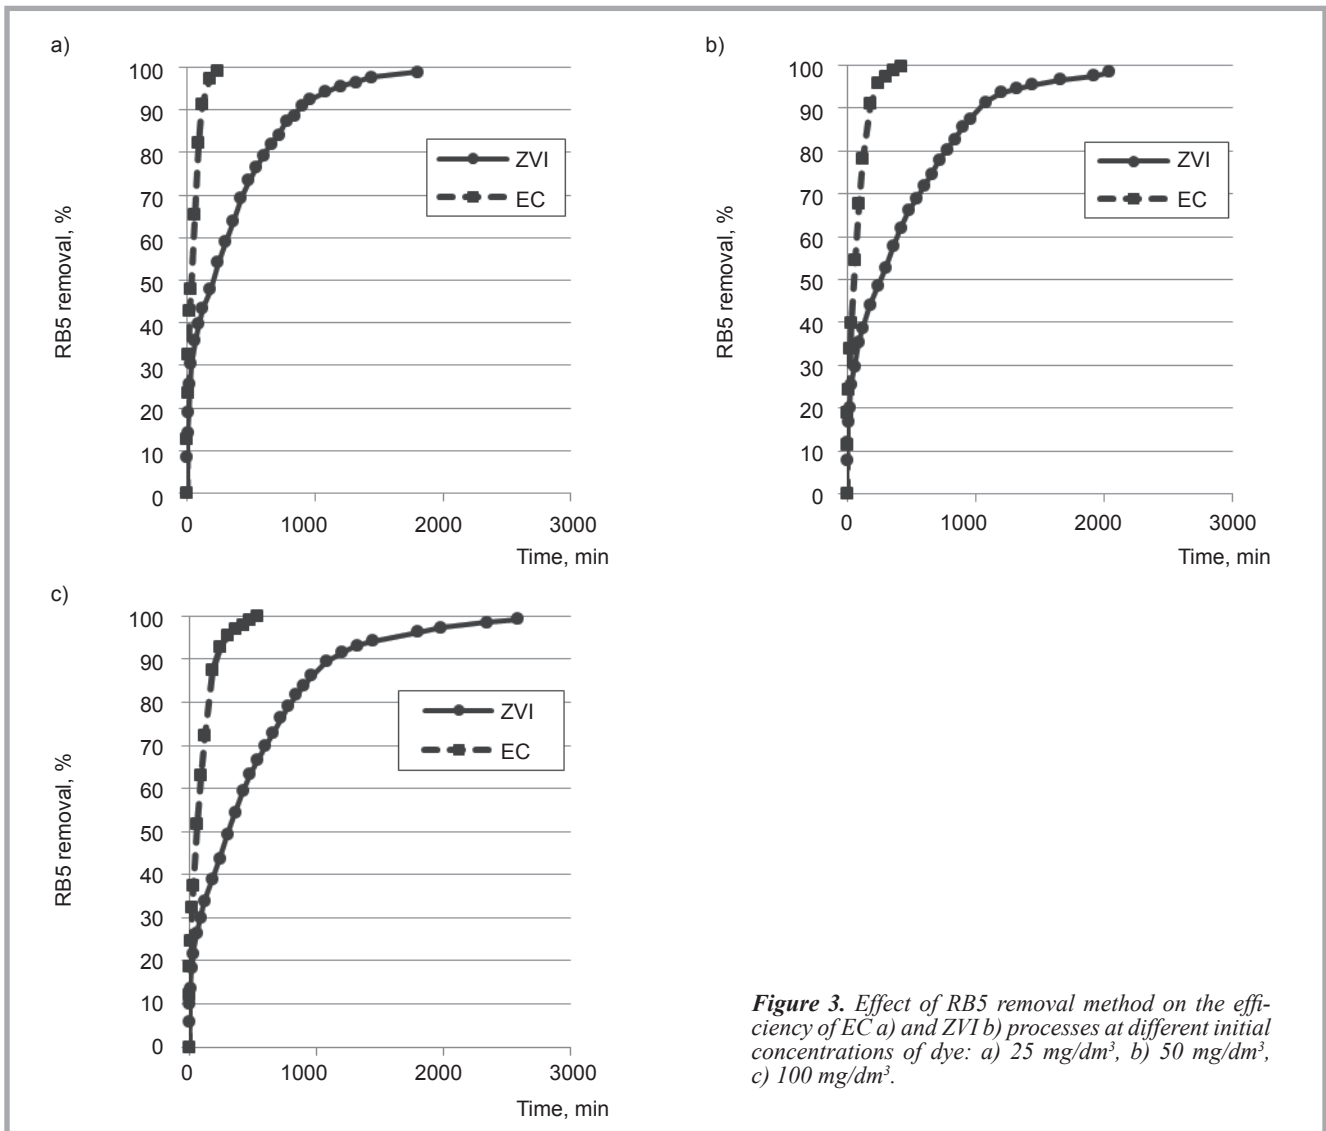 a)
100
90
80
70
60
50
40
30
20
10
0
RB5 removal, %
ZVI
EC
0 1000 2000 3000
Time, min
b)
100
90
80
70
60
50
40
30
20
10
0
RB5 removal, %
ZVI
EC
0 1000 2000 3000
Time, min
c)
100
90
80
70
60
50
40
30
20
10
0
RB5 removal, %
ZVI
EC
0 1000 2000 3000
Time, min
Figure 3. Effect of RB5 removal method on the effi-
ciency of EC a) and ZVI b) processes at different initial
concentrations of dye: a) 25 mg/dm³, b) 50 mg/dm³,
c) 100 mg/dm³.